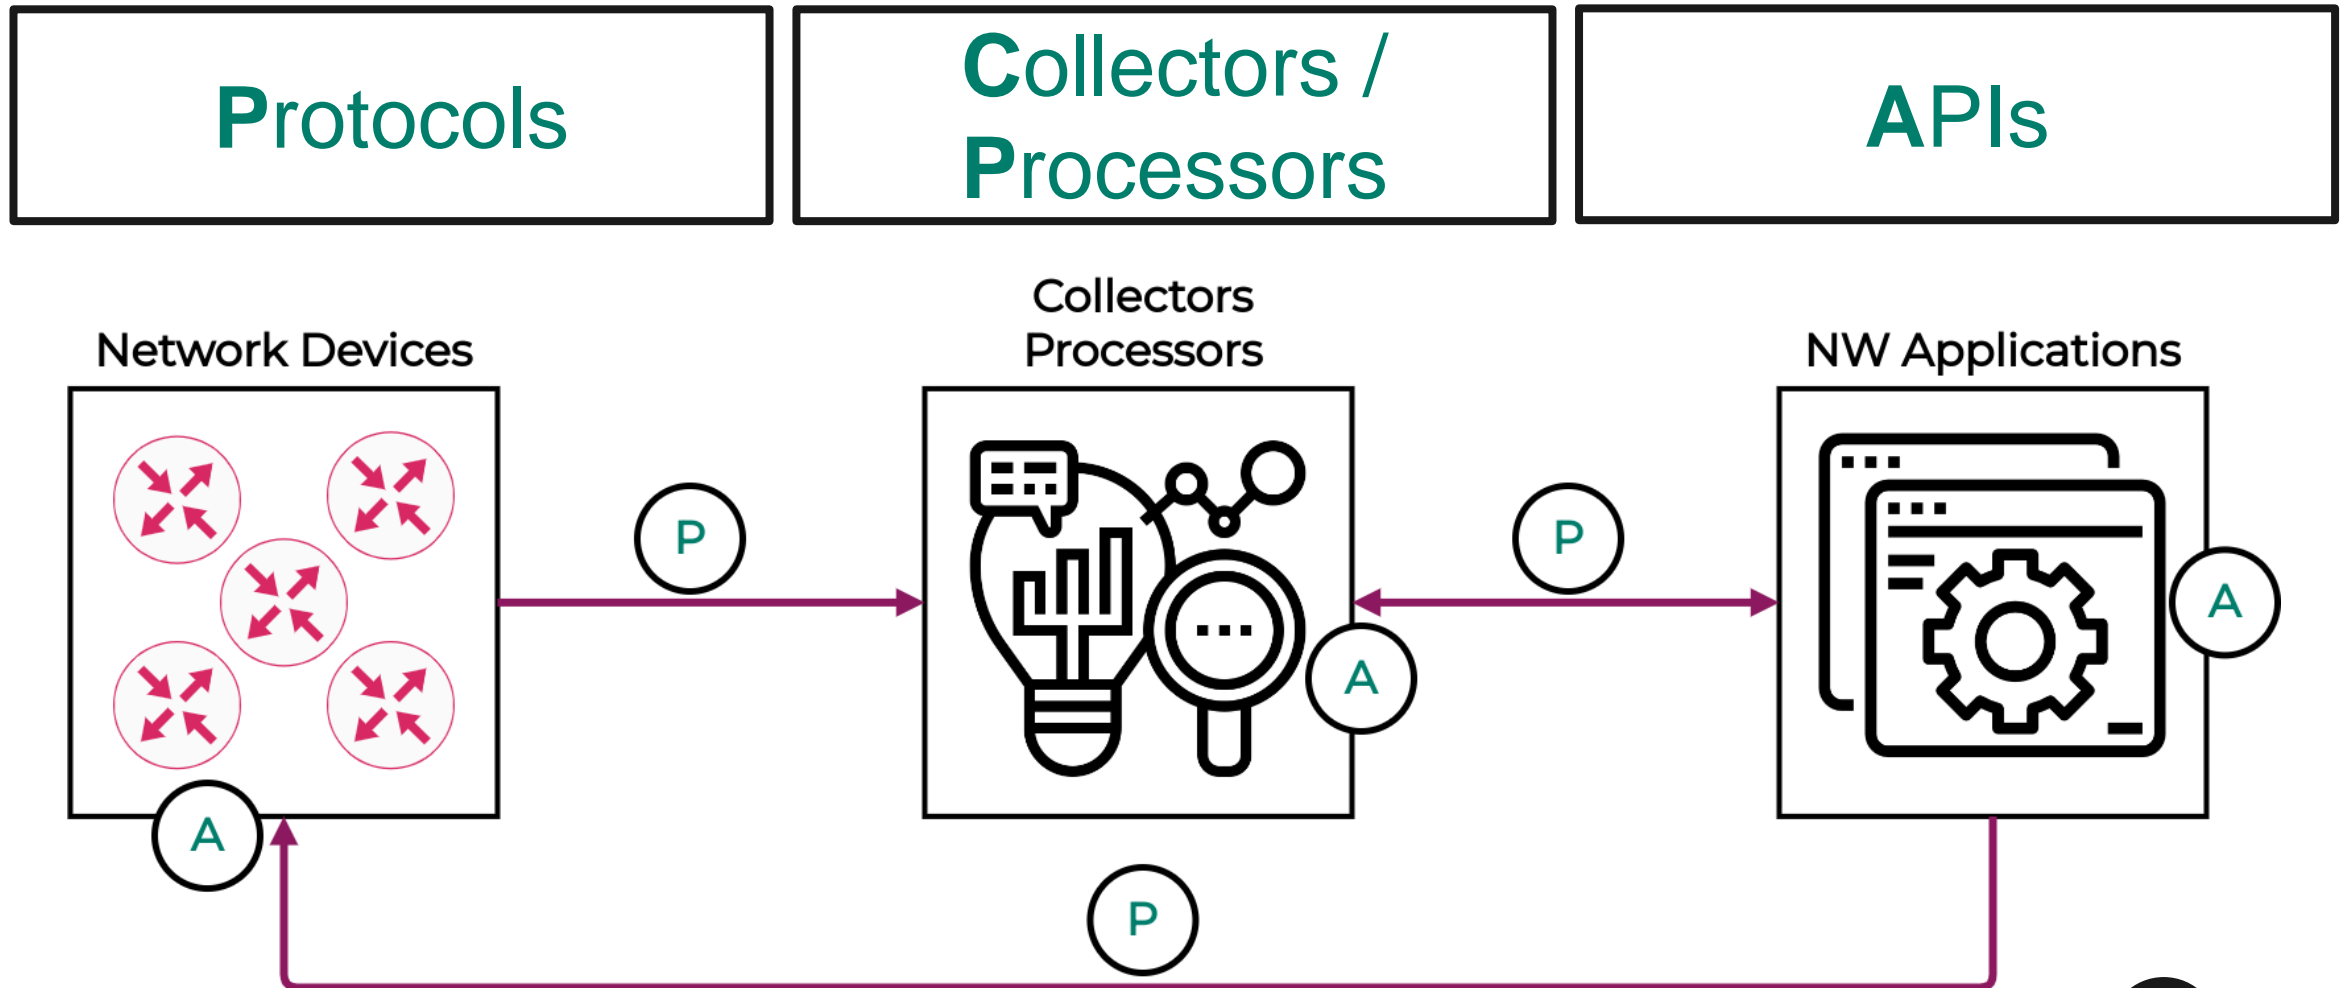 Protocols
Collectors /
Processors
APIs
Collectors
Processors
Network Devices
NW Applications
P
P
A
A
A
P